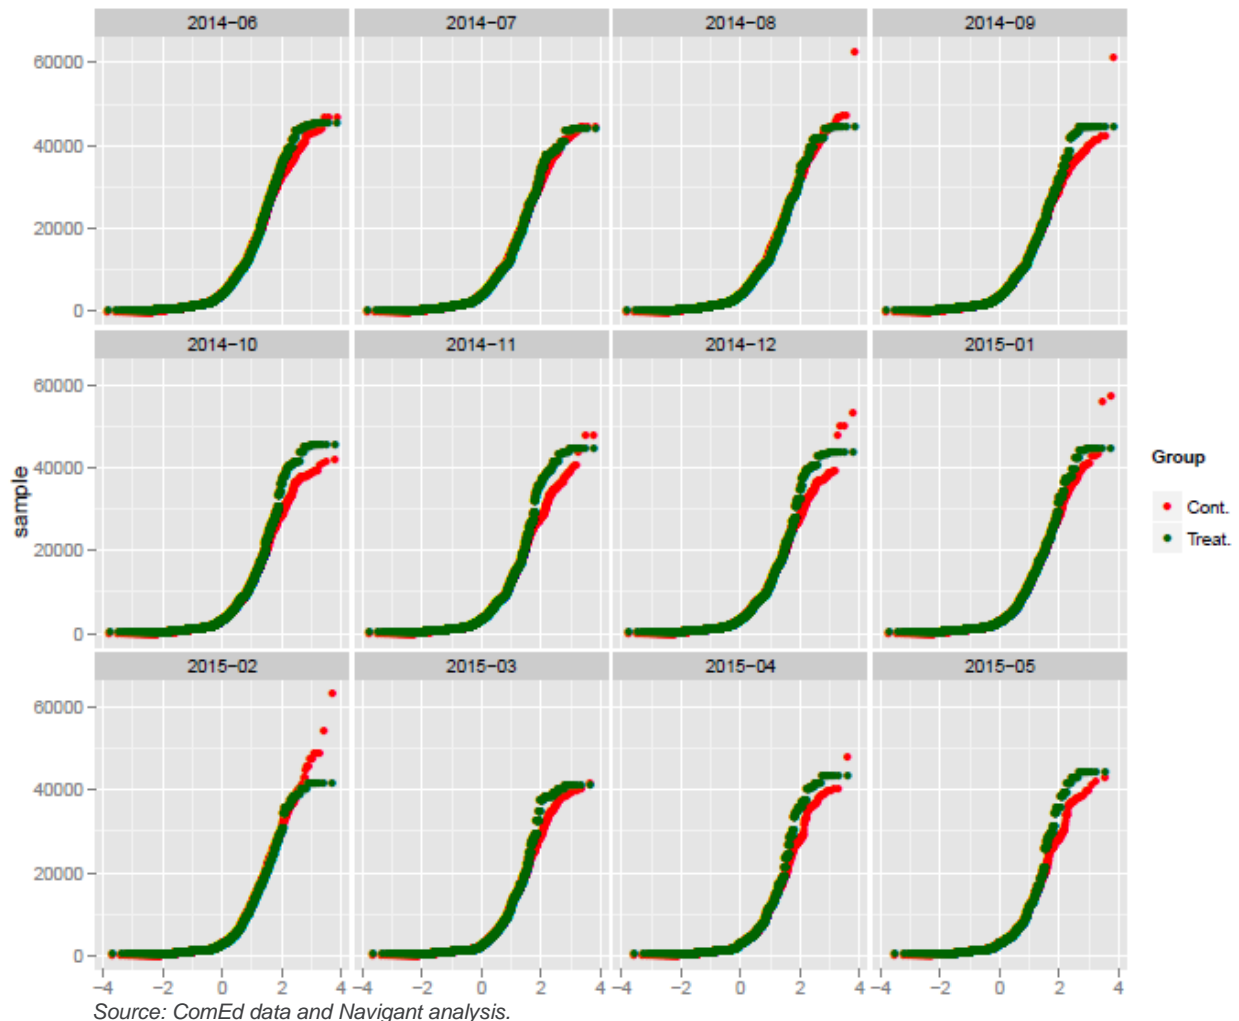 2014-06 2014-07 2014-08 2014-09
60000
40000
20000
0
2014-10 2014-11 2014-12 2015-01
60000
40000
20000
0
sample
Group
Cont.
Treat.
2015-02 2015-03 2015-04 2015-05
60000
40000
20000
0
-4 -2 0 2 4 -4 -2 0 2 4 -4 -2 0 2 4 -4 -2 0 2 4
Source: ComEd data and Navigant analysis.